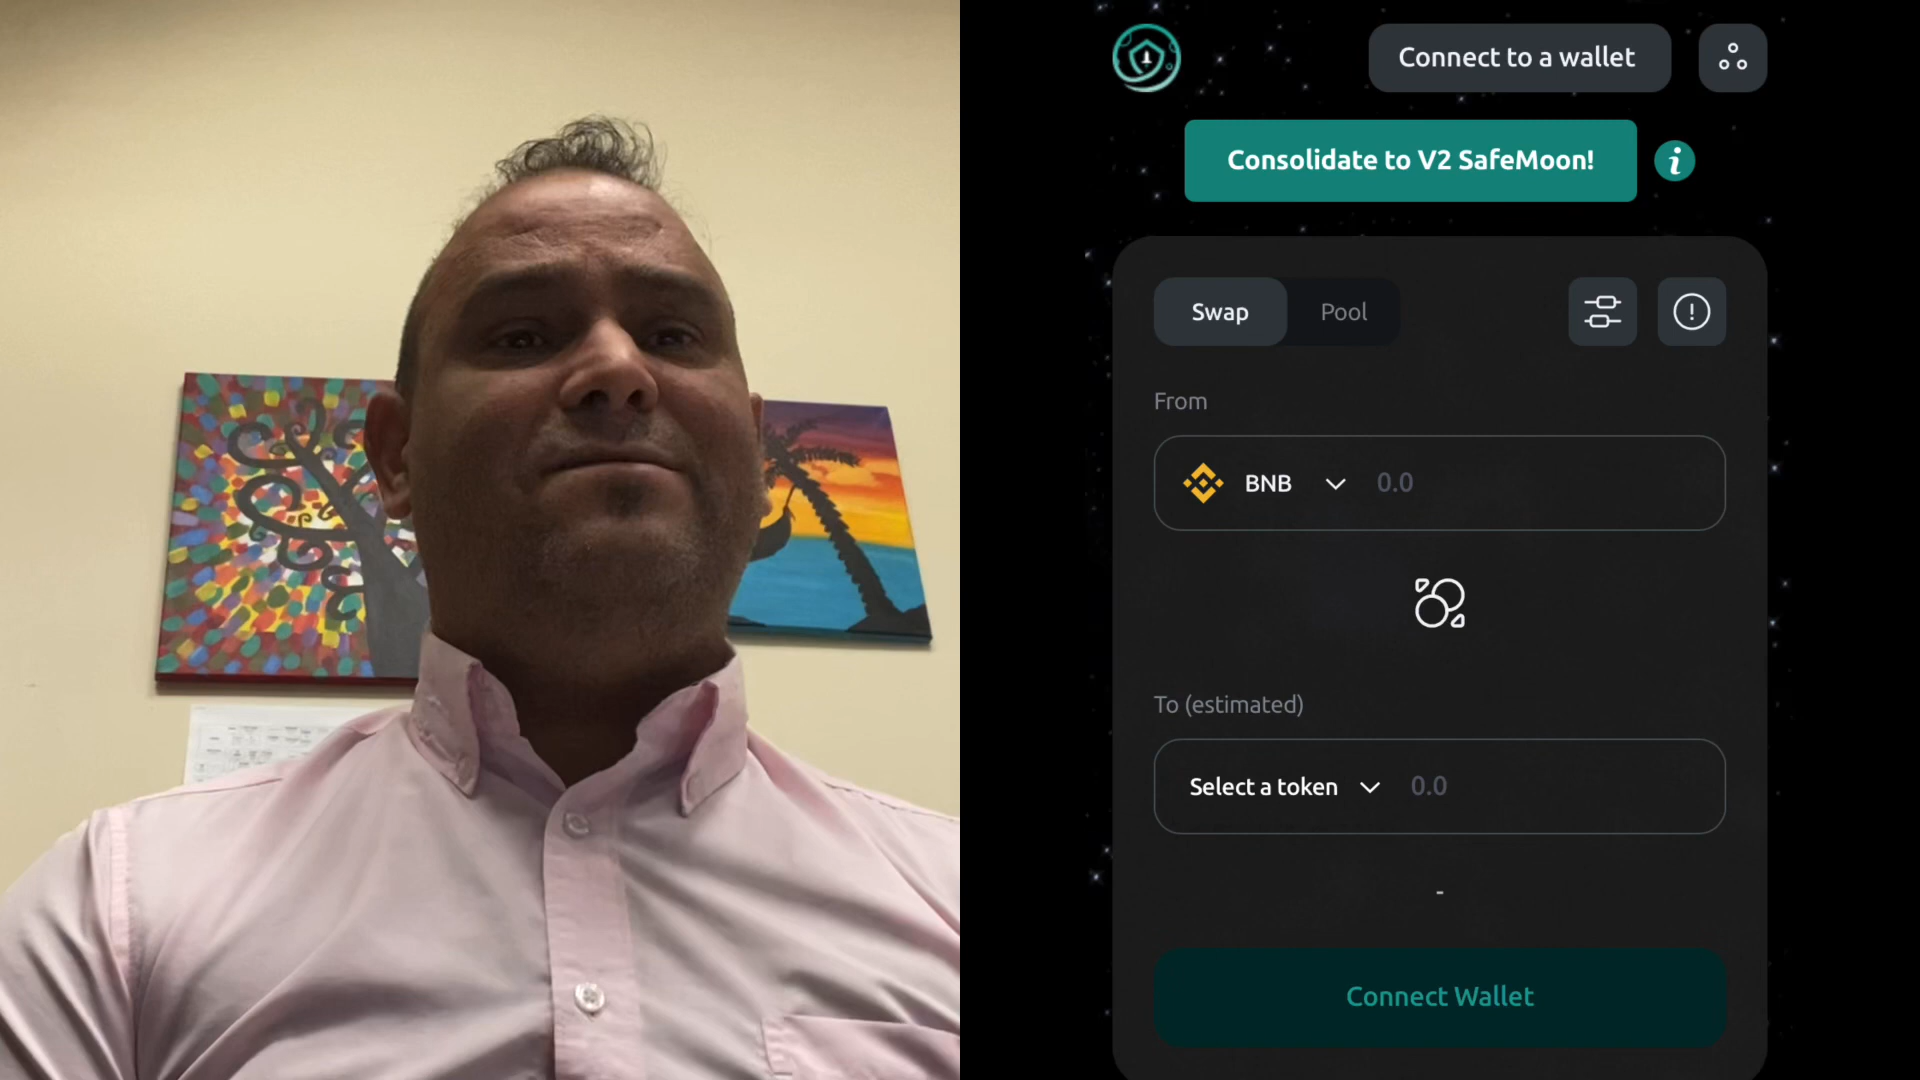 Connect to a wallet
Consolidate to V2 SafeMoon!
Swap
Pool
From
BNB
0.0
To (estimated)
Select a token
0.0
-
Connect Wallet